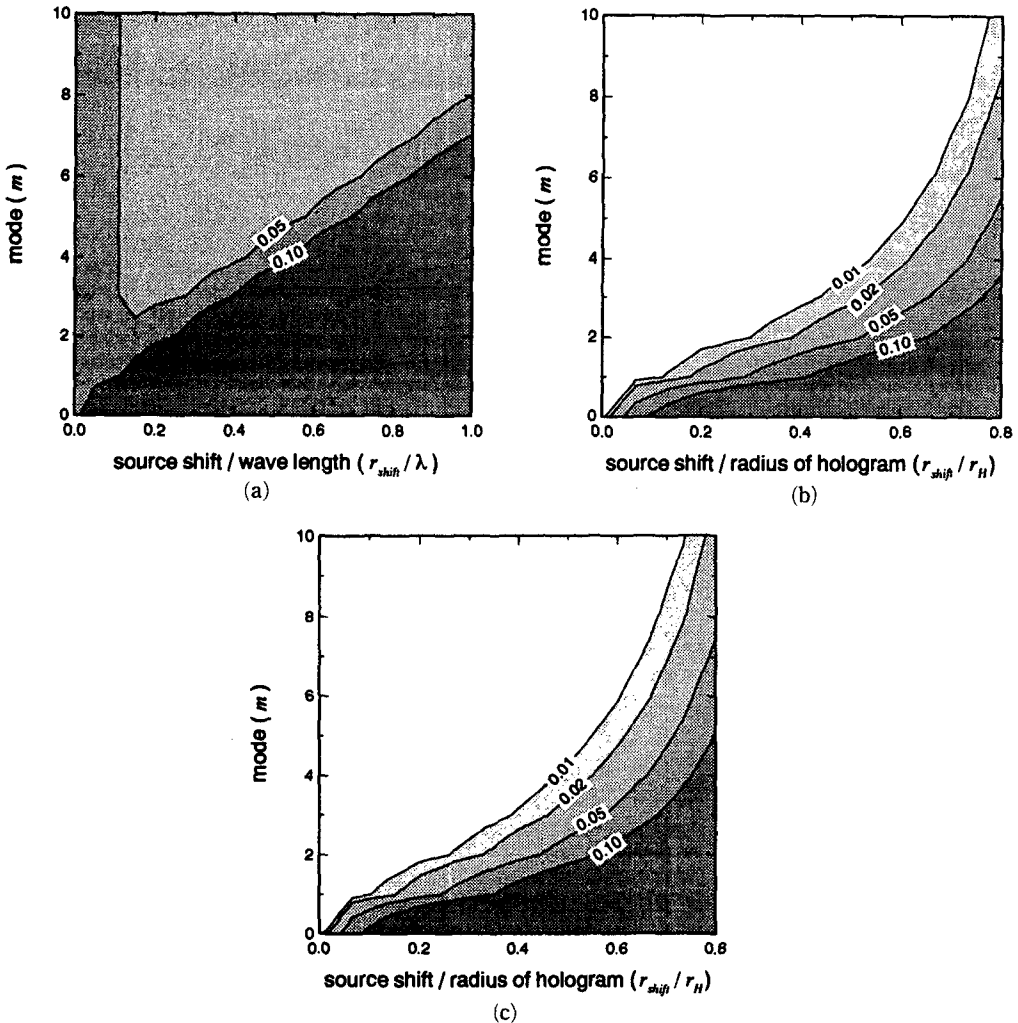 10
8
6
4
2
0
mode ( m )
0.05
0.10
0.0 0.2 0.4 0.6 0.8 1.0
source shift / wave length ( r_shift / λ )
(a)
10
8
6
4
2
0
mode ( m )
0.01
0.02
0.05
0.10
0.0 0.2 0.4 0.6 0.8
source shift / radius of hologram ( r_shift / r_H )
(b)
10
8
6
4
2
0
mode ( m )
0.01
0.02
0.05
0.10
0.0 0.2 0.4 0.6 0.8
source shift / radius of hologram ( r_shift / r_H )
(c)